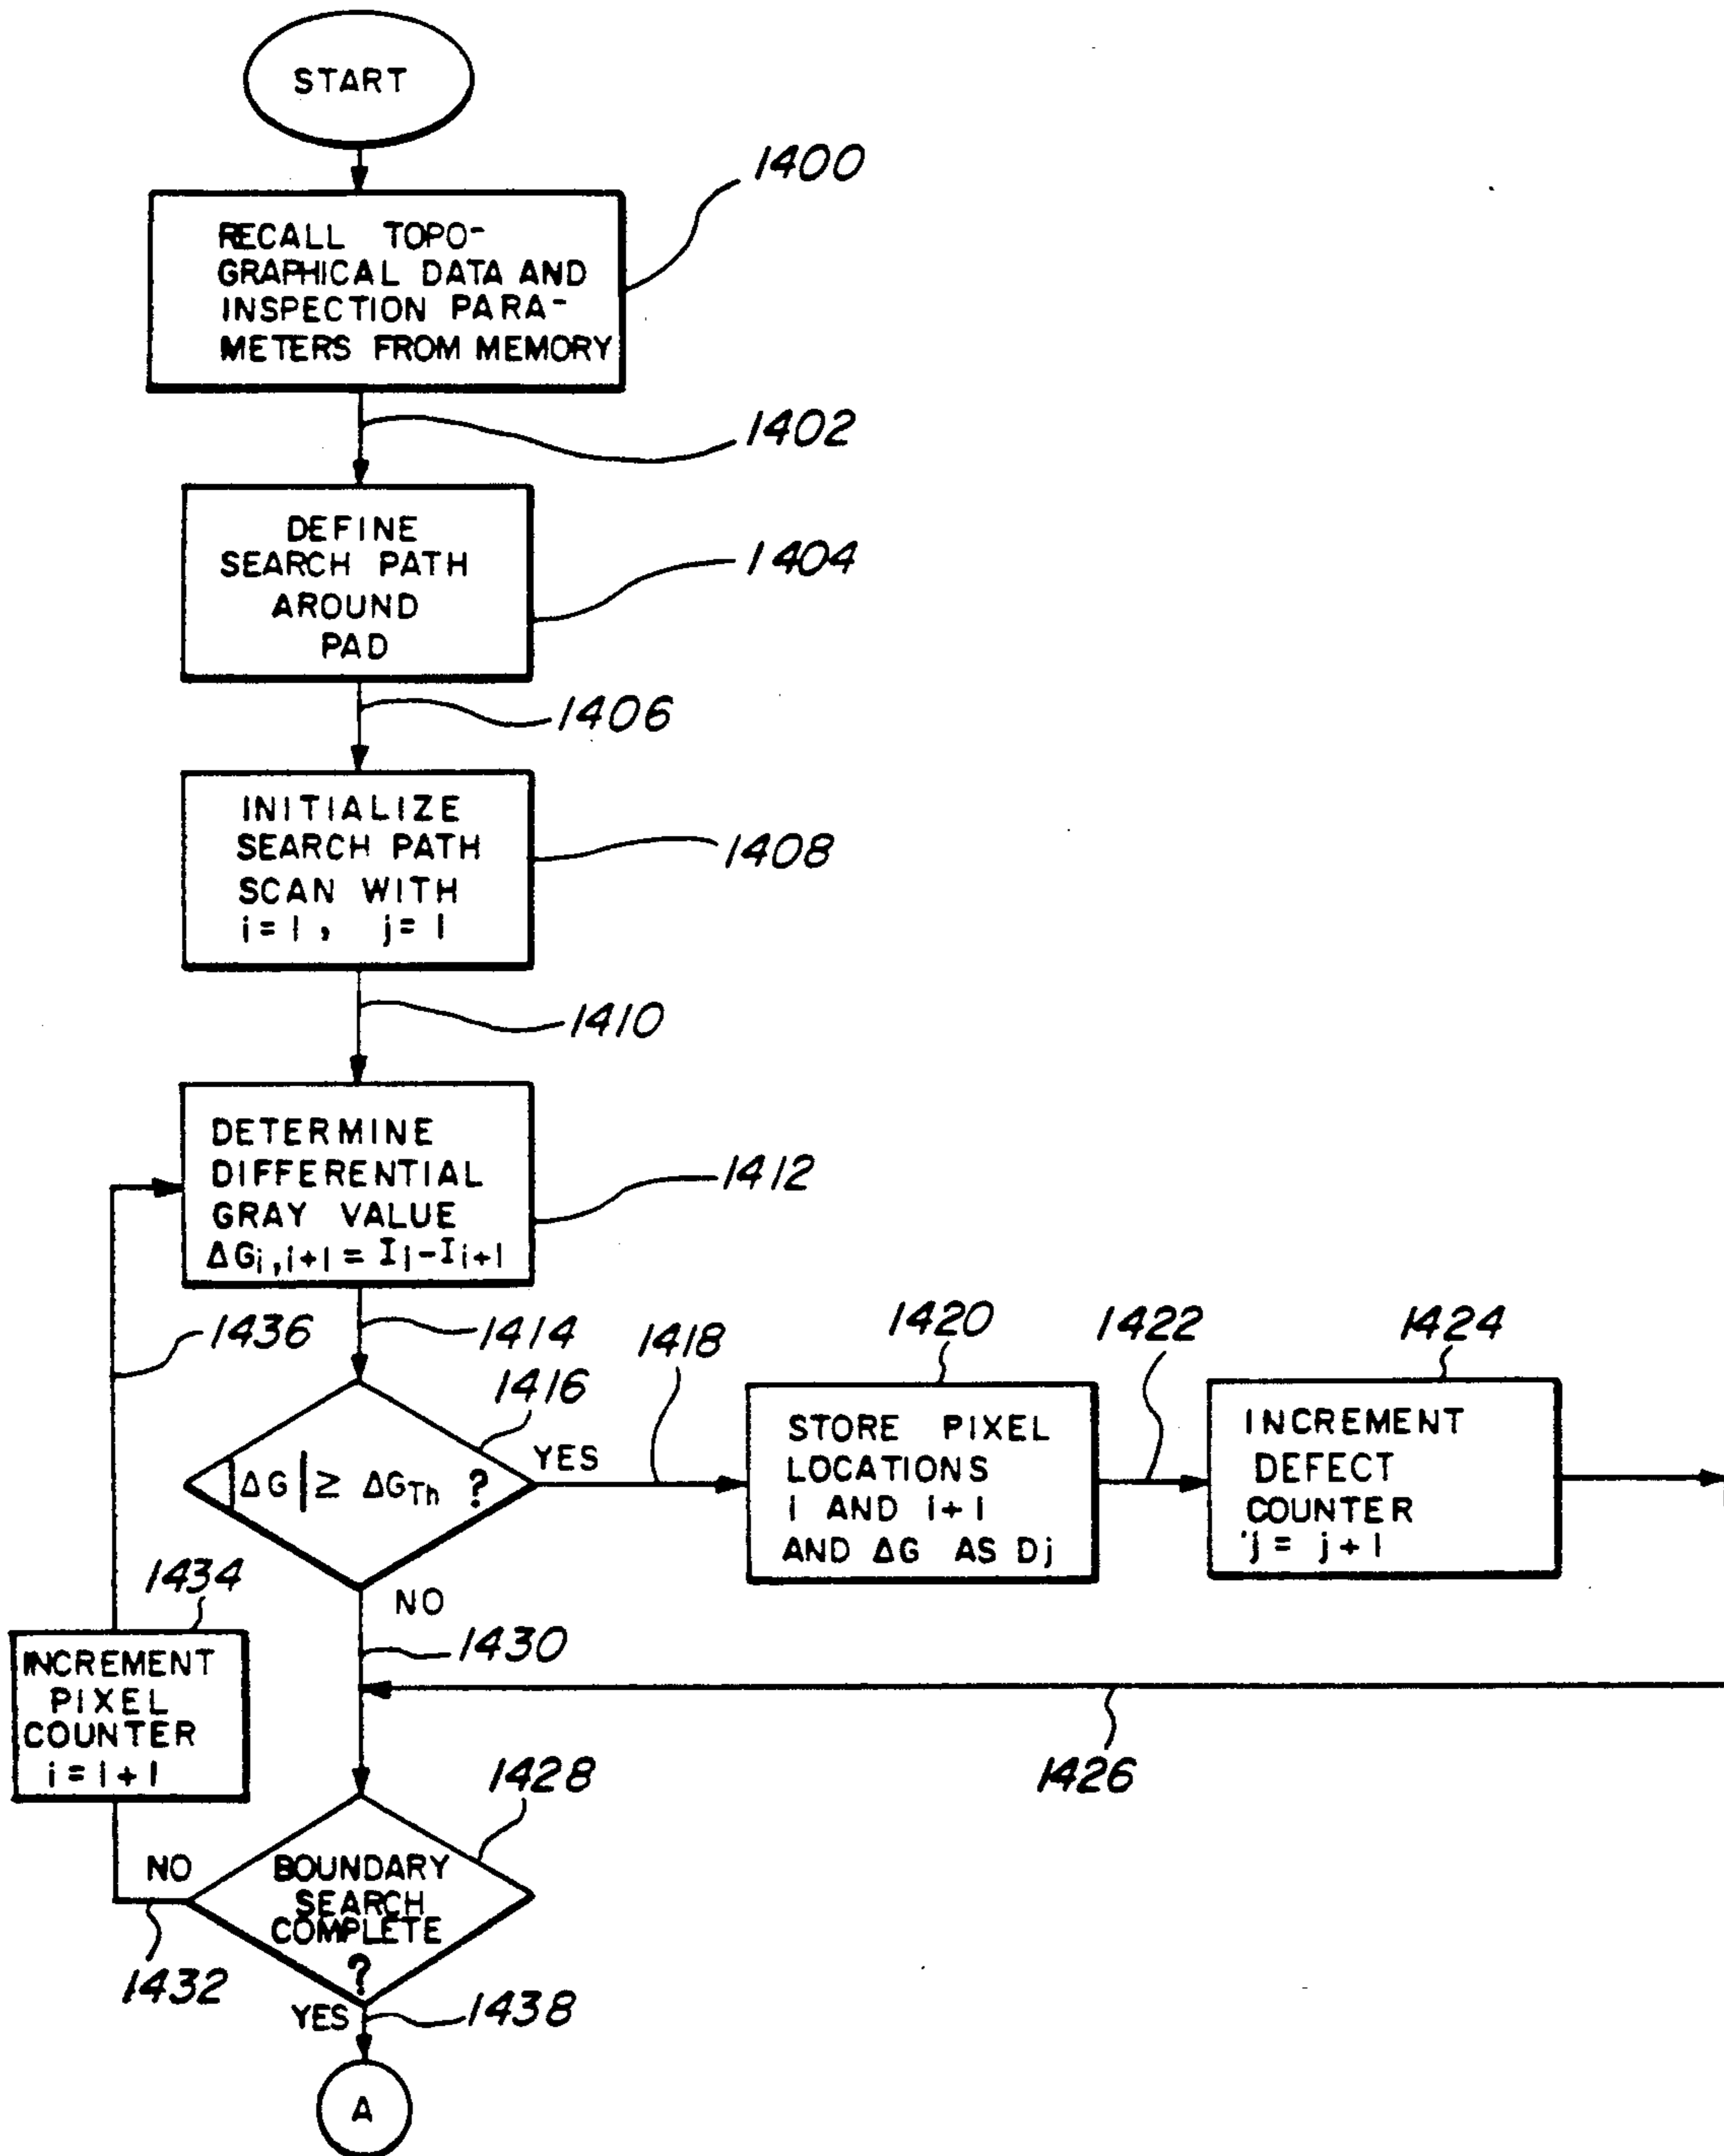 START
1400
RECALL TOPO-
GRAPHICAL DATA AND
INSPECTION PARA-
METERS FROM MEMORY
1402
DEFINE
SEARCH PATH
AROUND
PAD
1404
1406
INITIALIZE
SEARCH PATH
SCAN WITH
i = 1 , j = 1
1408
1410
DETERMINE
DIFFERENTIAL
GRAY VALUE
ΔGi,i+1 = Ii-Ii+1
1412
1436
1414
1416
1418
1420
1422
1424
|ΔG| ≥ ΔGTh ?
YES
STORE PIXEL
LOCATIONS
i AND i+1
AND ΔG AS Dj
INCREMENT
DEFECT
COUNTER
j = j+1
NO
1434
1430
INCREMENT
PIXEL
COUNTER
i = i+1
1426
1428
NO
BOUNDARY
SEARCH
COMPLETE
?
1432
YES
1438
A